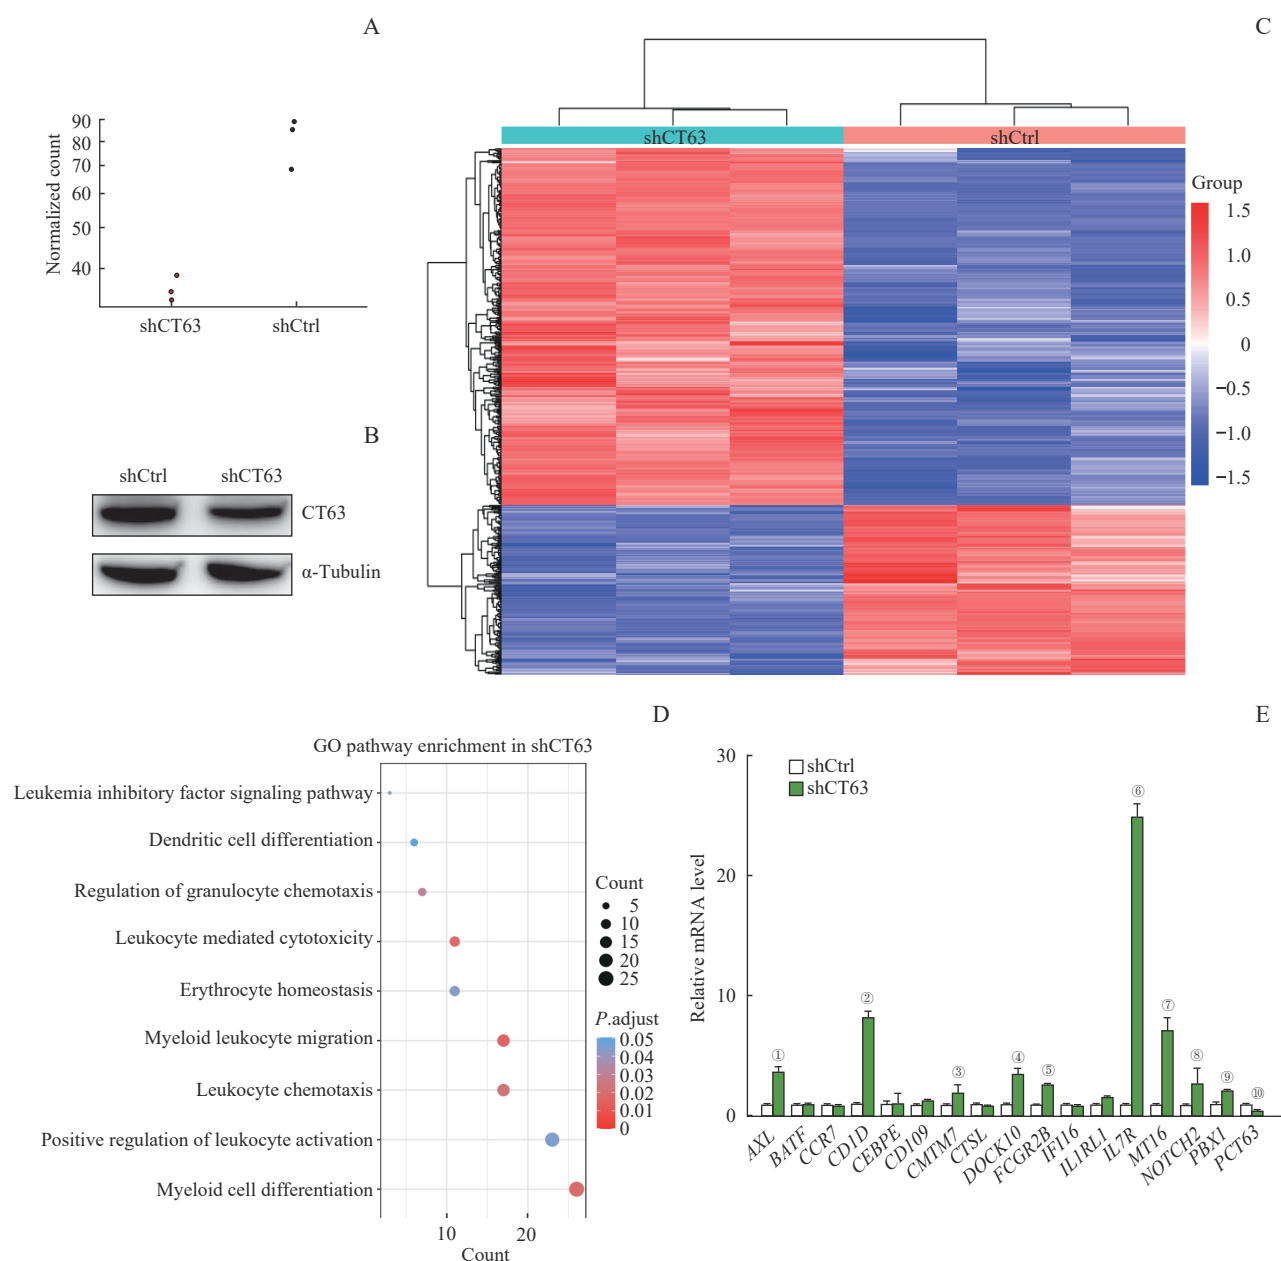 A
90
80
70
60
50
40
Normalized count
shCT63
shCtrl
B
shCtrl
shCT63
CT63
α-Tubulin
C
shCT63
shCtrl
Group
1.5
1.0
0.5
0
−0.5
−1.0
−1.5
D
GO pathway enrichment in shCT63
Leukemia inhibitory factor signaling pathway
Dendritic cell differentiation
Regulation of granulocyte chemotaxis
Leukocyte mediated cytotoxicity
Erythrocyte homeostasis
Myeloid leukocyte migration
Leukocyte chemotaxis
Positive regulation of leukocyte activation
Myeloid cell differentiation
10
20
Count
Count
5
10
15
20
25
P.adjust
0.05
0.04
0.03
0.02
0.01
0
E
30
20
10
0
Relative mRNA level
shCtrl
shCT63
①
②
③
④
⑤
⑥
⑦
⑧
⑨
⑩
AXL
BATF
CCR7
CD1D
CEBPE
CD109
CMTM7
CTSL
DOCK10
FCGR2B
IFI16
IL1RL1
IL7R
MT16
NOTCH2
PBX1
PCT63